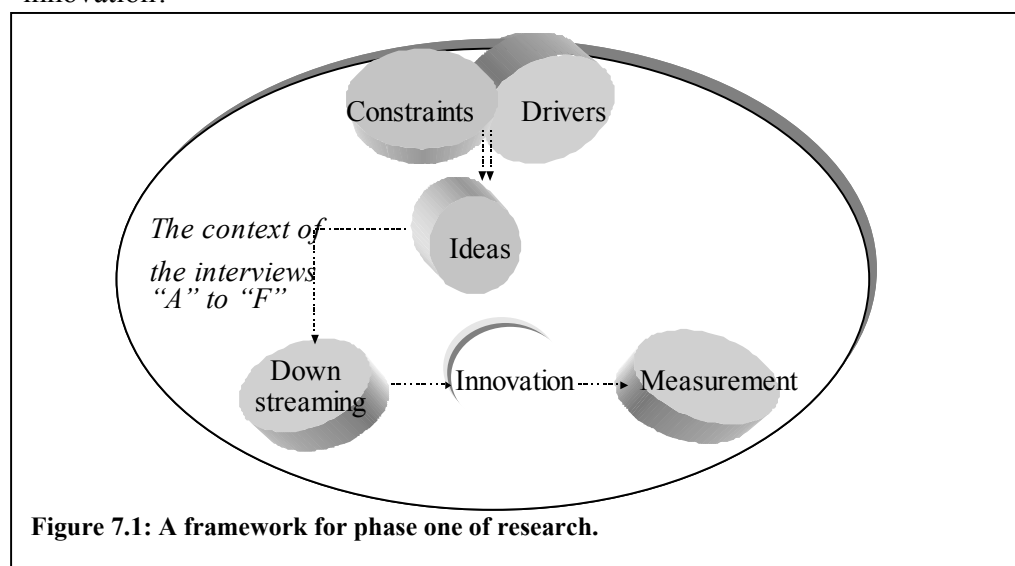 innovation.
Constraints Drivers
Ideas
The context of
the interviews
“A” to “F”
Down
streaming
Innovation
Measurement
Figure 7.1: A framework for phase one of research.